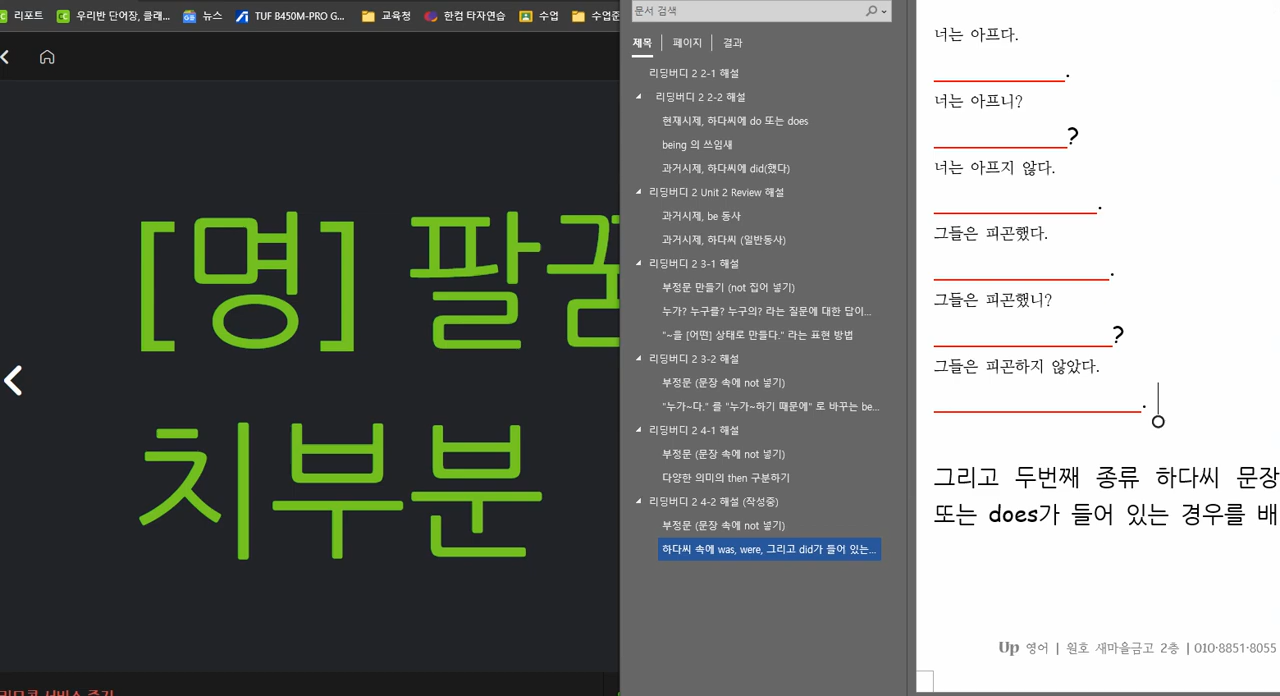 리포트 우리반 단어장, 클래... 뉴스 TUF B450M-PRO G... 교육청 한컴 타자연습 수업
[명] 팔꿈
치부분
문서 검색
제목 페이지 결과
리딩버디 2 2-1 해설
리딩버디 2 2-2 해설
현재시제, 하다씨에 do 또는 does
being 의 쓰임새
과거시제, 하다씨에 did(했다)
리딩버디 2 Unit 2 Review 해설
과거시제, be 동사
과거시제, 하다씨 (일반동사)
리딩버디 2 3-1 해설
부정문 만들기 (not 집어 넣기)
누가? 누구를? 누구의? 라는 질문에 대한 답이...
"~을 [어떤] 상태로 만들다." 라는 표현 방법
리딩버디 2 3-2 해설
부정문 (문장 속에 not 넣기)
"누가~다." 를 "누가~하기 때문에" 로 바꾸는 be...
리딩버디 2 4-1 해설
부정문 (문장 속에 not 넣기)
다양한 의미의 then 구분하기
리딩버디 2 4-2 해설 (작성중)
부정문 (문장 속에 not 넣기)
하다씨 속에 was, were, 그리고 did가 들어 있는...
너는 아프다.
.
너는 아프니?
?
너는 아프지 않다.
.
그들은 피곤했다.
.
그들은 피곤했니?
?
그들은 피곤하지 않았다.
.
그리고 두번째 종류 하다씨 문장
또는 does가 들어 있는 경우를 배
Up 영어 | 원호 새마을금고 2층 | 010-8851-8055